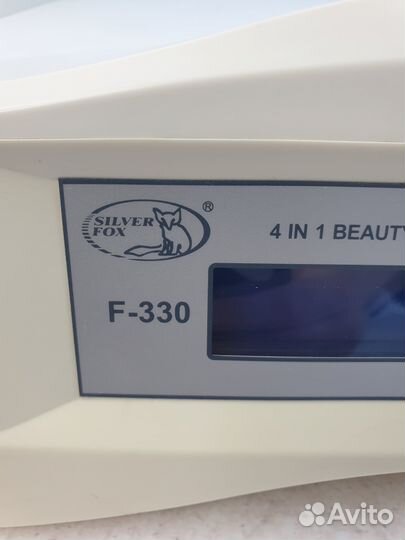 SILVER
FOX
®
4 IN 1 BEAUTY
F-330
Avito